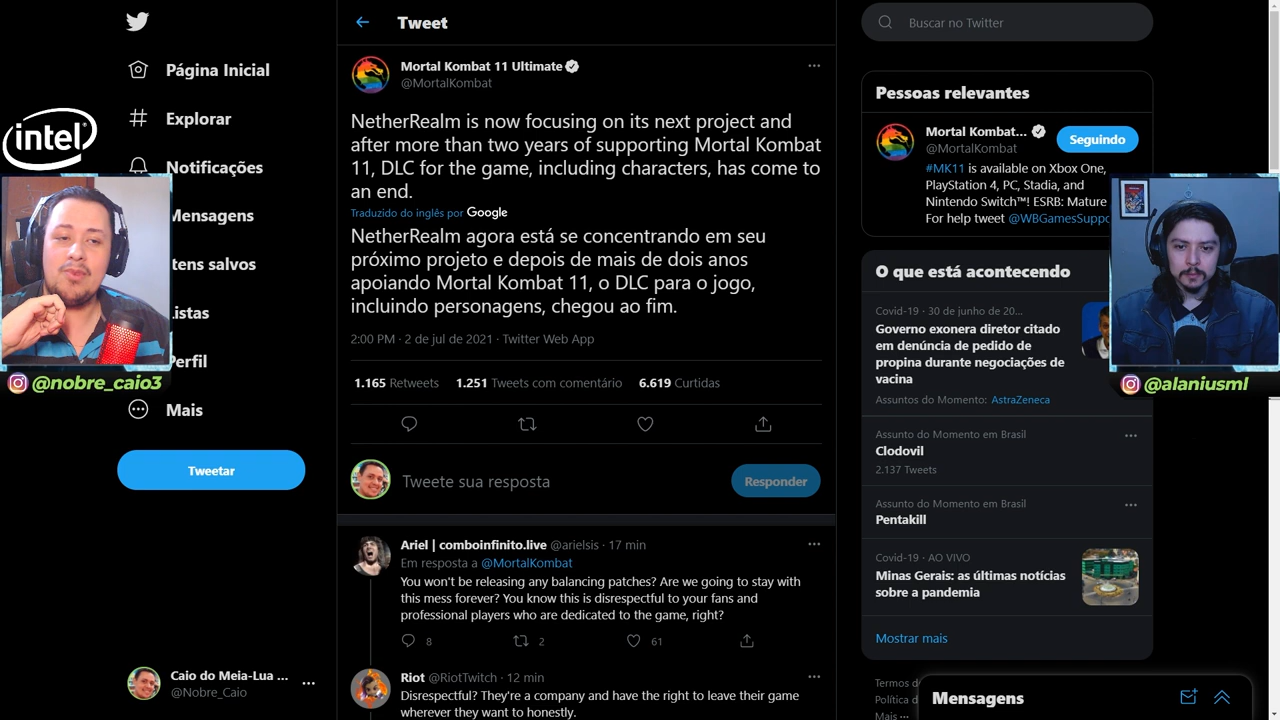 Página Inicial
Explorar
intel
Notificações
Mensagens
tens salvos
istas
Perfil
Mais
Tweetar
@nobre_caio3
Caio do Meia-Lua ...
@Nobre_Caio
Tweet
Mortal Kombat 11 Ultimate
@MortalKombat
NetherRealm is now focusing on its next project and
after more than two years of supporting Mortal Kombat
11, DLC for the game, including characters, has come to
an end.
Traduzido do inglês por Google
NetherRealm agora está se concentrando em seu
próximo projeto e depois de mais de dois anos
apoiando Mortal Kombat 11, o DLC para o jogo,
incluindo personagens, chegou ao fim.
2:00 PM · 2 de jul de 2021 · Twitter Web App
1.165 Retweets 1.251 Tweets com comentário 6.619 Curtidas
Tweete sua resposta
Responder
Ariel | comboinfinito.live @arielsis · 17 min
Em resposta a @MortalKombat
You won't be releasing any balancing patches? Are we going to stay with
this mess forever? You know this is disrespectful to your fans and
professional players who are dedicated to the game, right?
8 2 61
Riot @RiotTwitch · 12 min
Disrespectful? They're a company and have the right to leave their game
wherever they want to honestly.
Buscar no Twitter
Pessoas relevantes
Mortal Kombat...
@MortalKombat
Seguindo
#MK11 is available on Xbox One,
PlayStation 4, PC, Stadia, and
Nintendo Switch™! ESRB: Mature
For help tweet @WBGamesSuppo
O que está acontecendo
Covid-19 · 30 de junho de 20...
Governo exonera diretor citado
em denúncia de pedido de
propina durante negociações de
vacina
Assuntos do Momento: AstraZeneca
@alaniusml
Assunto do Momento em Brasil
Clodovil
2.137 Tweets
Assunto do Momento em Brasil
Pentakill
Covid-19 · AO VIVO
Minas Gerais: as últimas notícias
sobre a pandemia
Mostrar mais
Termos d
Política d
Mais ...
Mensagens